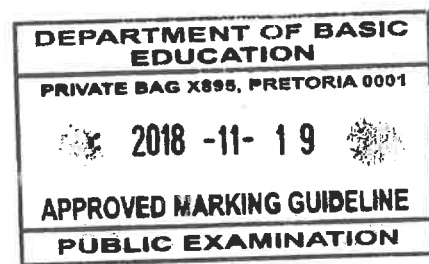 DEPARTMENT OF BASIC
EDUCATION
PRIVATE BAG X895, PRETORIA 0001
2018 -11- 19
APPROVED MARKING GUIDELINE
PUBLIC EXAMINATION